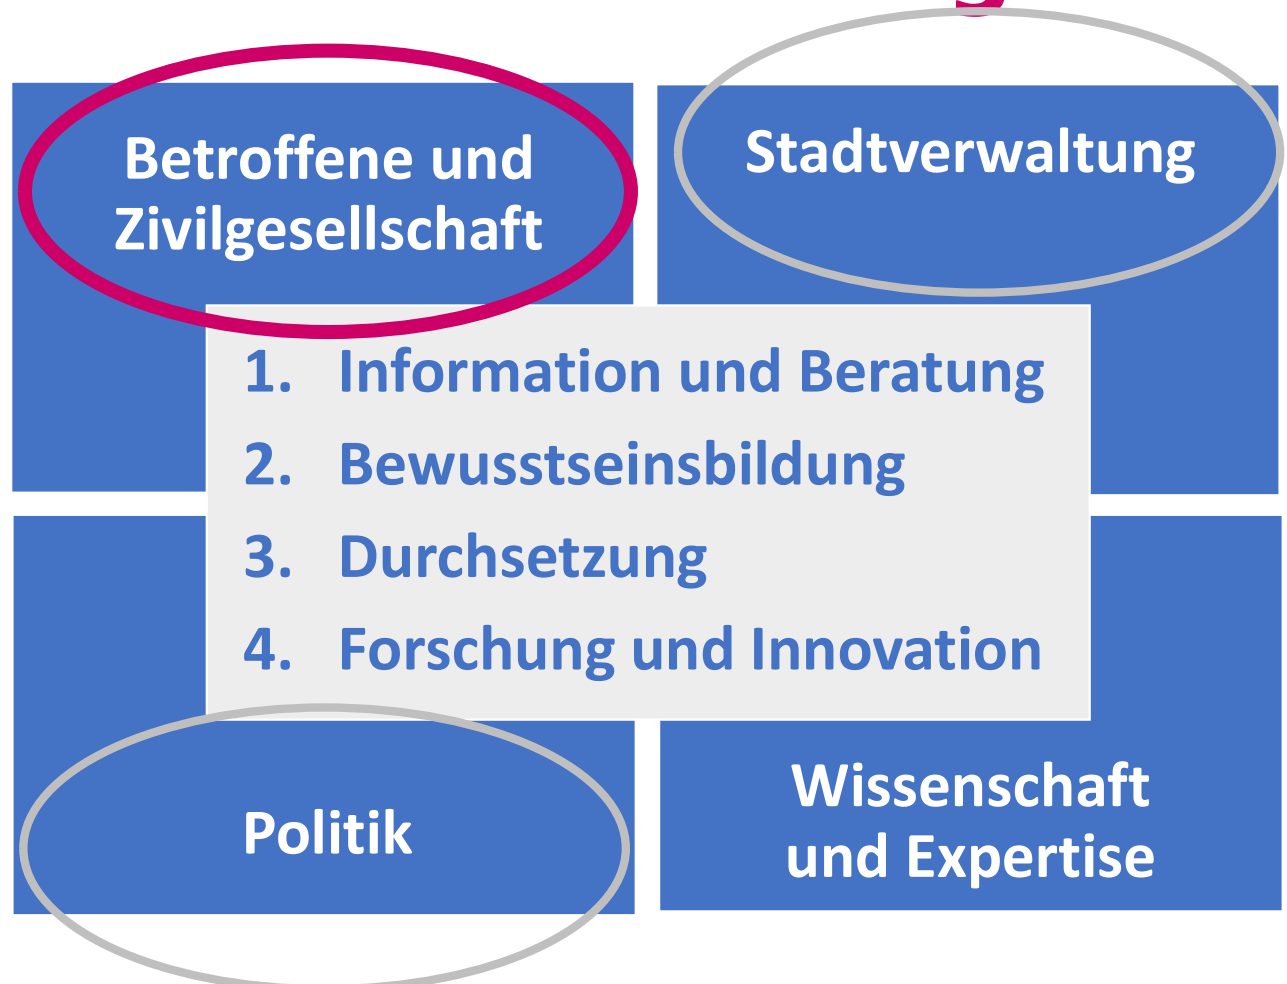 Betroffene und
Zivilgesellschaft
Stadtverwaltung
1. Information und Beratung
2. Bewusstseinsbildung
3. Durchsetzung
4. Forschung und Innovation
Politik
Wissenschaft
und Expertise